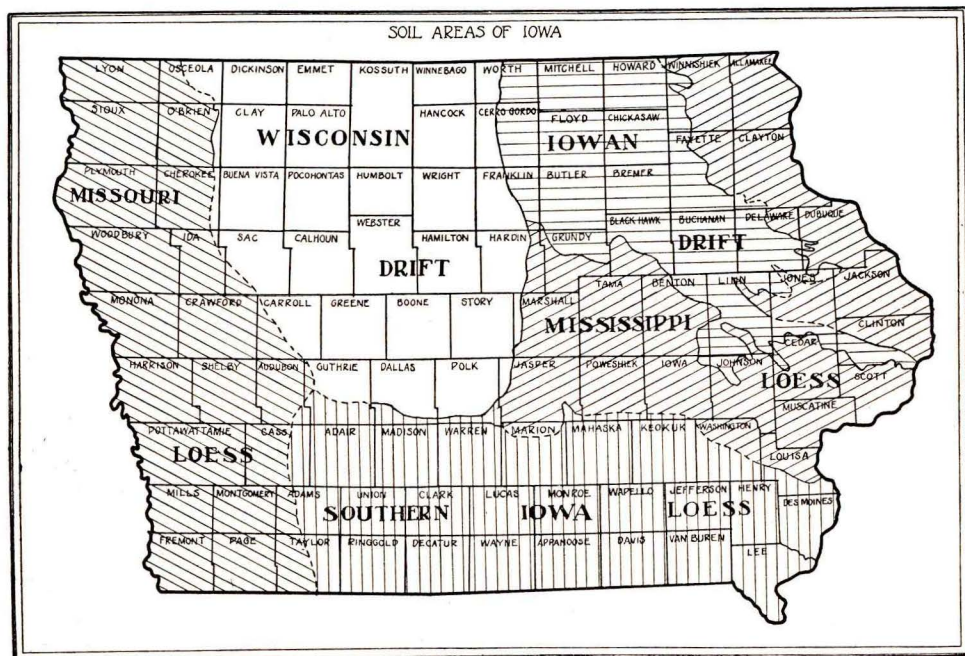 SOIL AREAS OF IOWA
LYON OSCEOLA DICKINSON EMMET KOSSUTH WINNEBAGO WORTH MITCHELL HOWARD WINNISHIEK ALLAMAKEE
SIOUX O'BRIEN CLAY PALO ALTO HANCOCK CERRO GORDO FLOYD CHICKASAW
WISCONSIN IOWAN FAYETTE CLAYTON
PLYMOUTH CHEROKEE BUENA VISTA POCOHONTAS HUMBOLT WRIGHT FRANKLIN BUTLER BREMER
MISSOURI
WEBSTER BLACK HAWK BUCHANAN DELAWARE DUBUQUE
WOODBURY IDA SAC CALHOUN HAMILTON HARDIN GRUNDY
DRIFT DRIFT
TAMA BENTON LINN JONES JACKSON
MONONA CRAWFORD CARROLL GREENE BOONE STORY MARSHALL
MISSISSIPPI CLINTON
CEDAR
HARRISON SHELBY AUDUBON GUTHRIE DALLAS POLK JASPER POWESHIEK IOWA JOHNSON
LOESS SCOTT
MUSCATINE
POTTAWATTAMIE CASS ADAIR MADISON WARREN MARION MAHASKA KEOKUK WASHINGTON
LOESS LOUISA
MILLS MONTGOMERY ADAMS UNION CLARK LUCAS MONROE WAPELLO JEFFERSON HENRY DES MOINES
SOUTHERN IOWA LOESS
FREMONT PAGE TAYLOR RINGGOLD DECATUR WAYNE APPANOOSE DAVIS VAN BUREN LEE